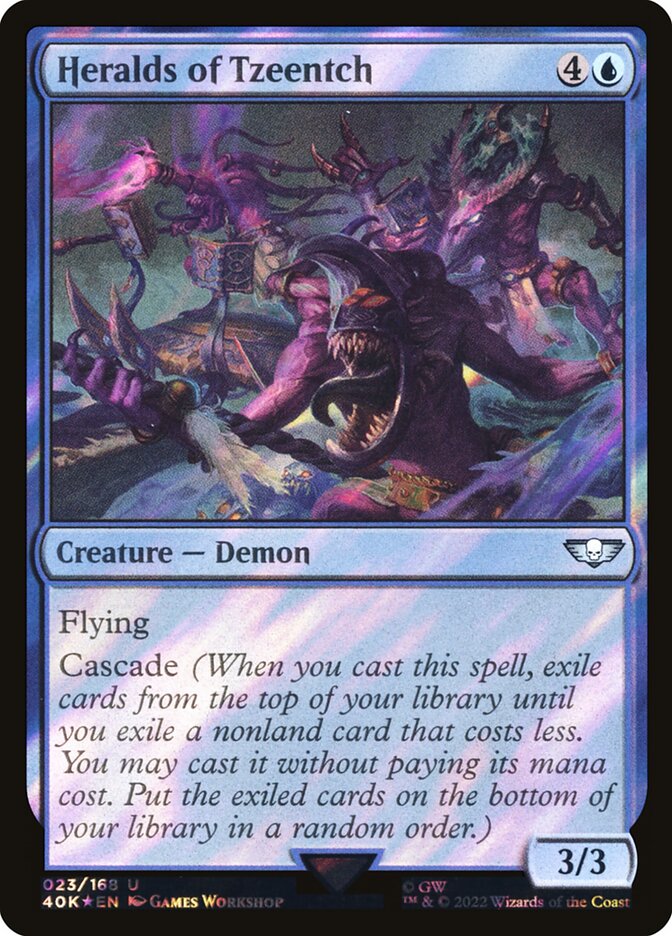 Heralds of Tzeentch 4
Creature — Demon
Flying
Cascade (When you cast this spell, exile
cards from the top of your library until
you exile a nonland card that costs less.
You may cast it without paying its mana
cost. Put the exiled cards on the bottom of
your library in a random order.)
3/3
023/168 U
40K★EN Games Workshop
© GW
™ & © 2022 Wizards of the Coast